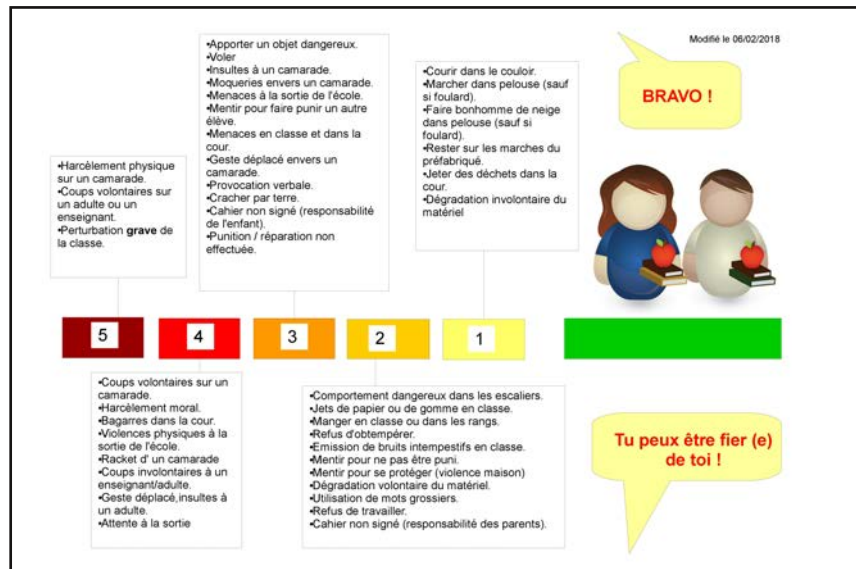 Modifié le 06/02/2018
BRAVO !
•Apporter un objet dangereux.
•Voler
•Insultes à un camarade.
•Moqueries envers un camarade.
•Menaces à la sortie de l'école.
•Mentir pour faire punir un autre
élève.
•Menaces en classe et dans la
cour.
•Geste déplacé envers un
camarade.
•Provocation verbale.
•Cracher par terre.
•Cahier non signé (responsabilité
de l'enfant).
•Punition / réparation non
effectuée.
•Courir dans le couloir.
•Marcher dans pelouse (sauf
si foulard).
•Faire bonhomme de neige
dans pelouse (sauf si
foulard).
•Rester sur les marches du
préfabriqué.
•Jeter des déchets dans la
cour.
•Dégradation involontaire du
matériel
•Harcèlement physique
sur un camarade.
•Coups volontaires sur
un adulte ou un
enseignant.
•Perturbation grave de
la classe.
5
4
3
2
1
•Coups volontaires sur un
camarade.
•Harcèlement moral.
•Bagarres dans la cour.
•Violences physiques à la
sortie de l'école.
•Racket d' un camarade
•Coups involontaires à un
enseignant/adulte.
•Geste déplacé,insultes à
un adulte.
•Attente à la sortie
•Comportement dangereux dans les escaliers.
•Jets de papier ou de gomme en classe.
•Manger en classe ou dans les rangs.
•Refus d'obtempérer.
•Emission de bruits intempestifs en classe.
•Mentir pour ne pas être puni.
•Mentir pour se protéger (violence maison)
•Dégradation volontaire du matériel.
•Utilisation de mots grossiers.
•Refus de travailler.
•Cahier non signé (responsabilité des parents).
Tu peux être fier (e)
de toi !